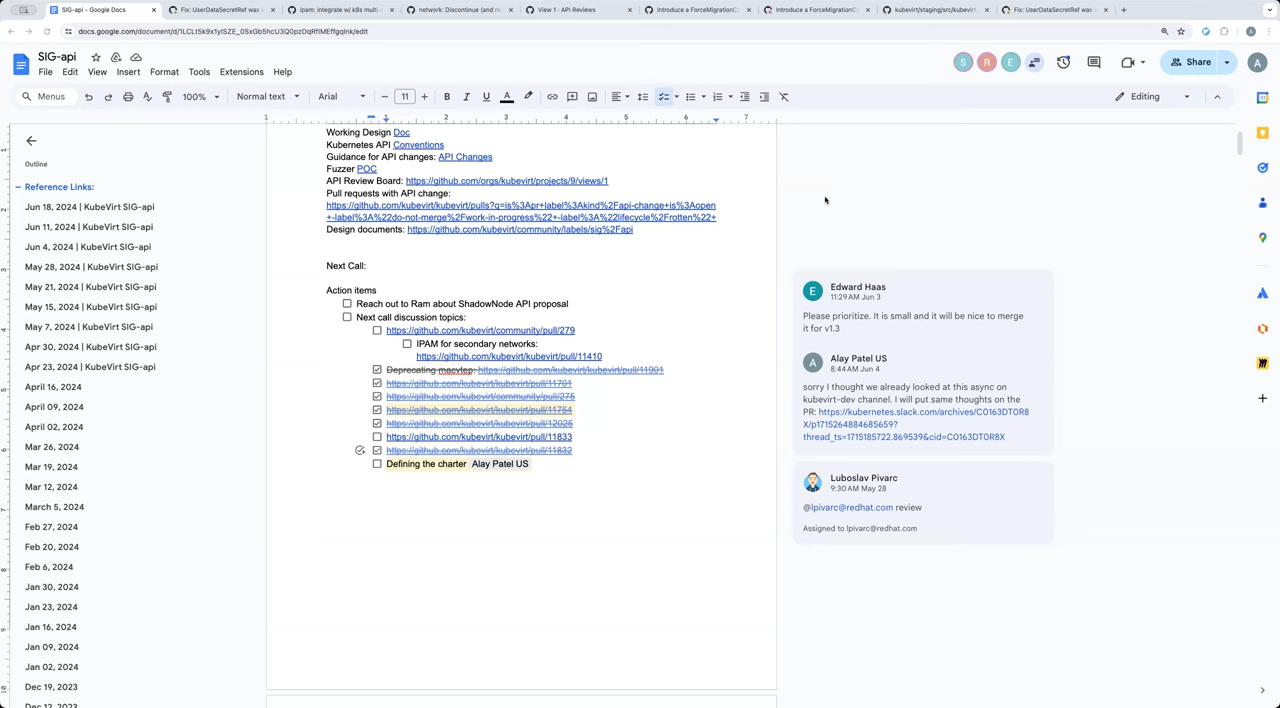 SIG-api - Google Docs
Fix: UserDataSecretRef was
ipam: integrate w/ k8s multi-
network: Discontinue (and re
View 1 · API Reviews
Introduce a ForceMigrationCo
Introduce a ForceMigrationCo
kubevirt/staging/src/kubevirt
Fix: UserDataSecretRef was
SIG-api
File Edit View Insert Format Tools Extensions Help
S R E
Share
A
Menus
100%
Normal text
Arial
11
Editing
1 1 2 3 4 5 6 7
Outline
Reference Links:
Jun 18, 2024 | KubeVirt SIG-api
Jun 11, 2024 | KubeVirt SIG-api
Jun 4, 2024 | KubeVirt SIG-api
May 28, 2024 | KubeVirt SIG-api
May 21, 2024 | KubeVirt SIG-api
May 15, 2024 | KubeVirt SIG-api
May 7, 2024 | KubeVirt SIG-api
Apr 30, 2024 | KubeVirt SIG-api
Apr 23, 2024 | KubeVirt SIG-api
April 16, 2024
April 09, 2024
April 02, 2024
Mar 26, 2024
Mar 19, 2024
Mar 12, 2024
March 5, 2024
Feb 27, 2024
Feb 20, 2024
Feb 6, 2024
Jan 30, 2024
Jan 23, 2024
Jan 16, 2024
Jan 09, 2024
Jan 02, 2024
Dec 19, 2023
Dec 12, 2023
Working Design Doc
Kubernetes API Conventions
Guidance for API changes: API Changes
Fuzzer POC
API Review Board: https://github.com/orgs/kubevirt/projects/9/views/1
Pull requests with API change:
https://github.com/kubevirt/kubevirt/pulls?q=is%3Apr+label%3Akind%2Fapi-change+is%3Aopen
+-label%3A%22do-not-merge%2Fwork-in-progress%22+-label%3A%22lifecycle%2Frotten%22+
Design documents: https://github.com/kubevirt/community/labels/sig%2Fapi
Next Call:
Action items
Reach out to Ram about ShadowNode API proposal
Next call discussion topics:
https://github.com/kubevirt/community/pull/279
IPAM for secondary networks:
https://github.com/kubevirt/kubevirt/pull/11410
Deprecating macvtap: https://github.com/kubevirt/kubevirt/pull/11901
https://github.com/kubevirt/kubevirt/pull/11701
https://github.com/kubevirt/community/pull/275
https://github.com/kubevirt/kubevirt/pull/11754
https://github.com/kubevirt/kubevirt/pull/12025
https://github.com/kubevirt/kubevirt/pull/11833
https://github.com/kubevirt/kubevirt/pull/11832
Defining the charter Alay Patel US
E
Edward Haas
11:29 AM Jun 3
Please prioritize. It is small and it will be nice to merge
it for v1.3
A
Alay Patel US
8:44 AM Jun 4
sorry I thought we already looked at this async on
kubevirt-dev channel. I will put same thoughts on the
PR: https://kubernetes.slack.com/archives/C0163DT0R8
X/p1715264884685659?
thread_ts=1715185722.869539&cid=C0163DT0R8X
Luboslav Pivarc
9:30 AM May 28
@lpivarc@redhat.com review
Assigned to lpivarc@redhat.com